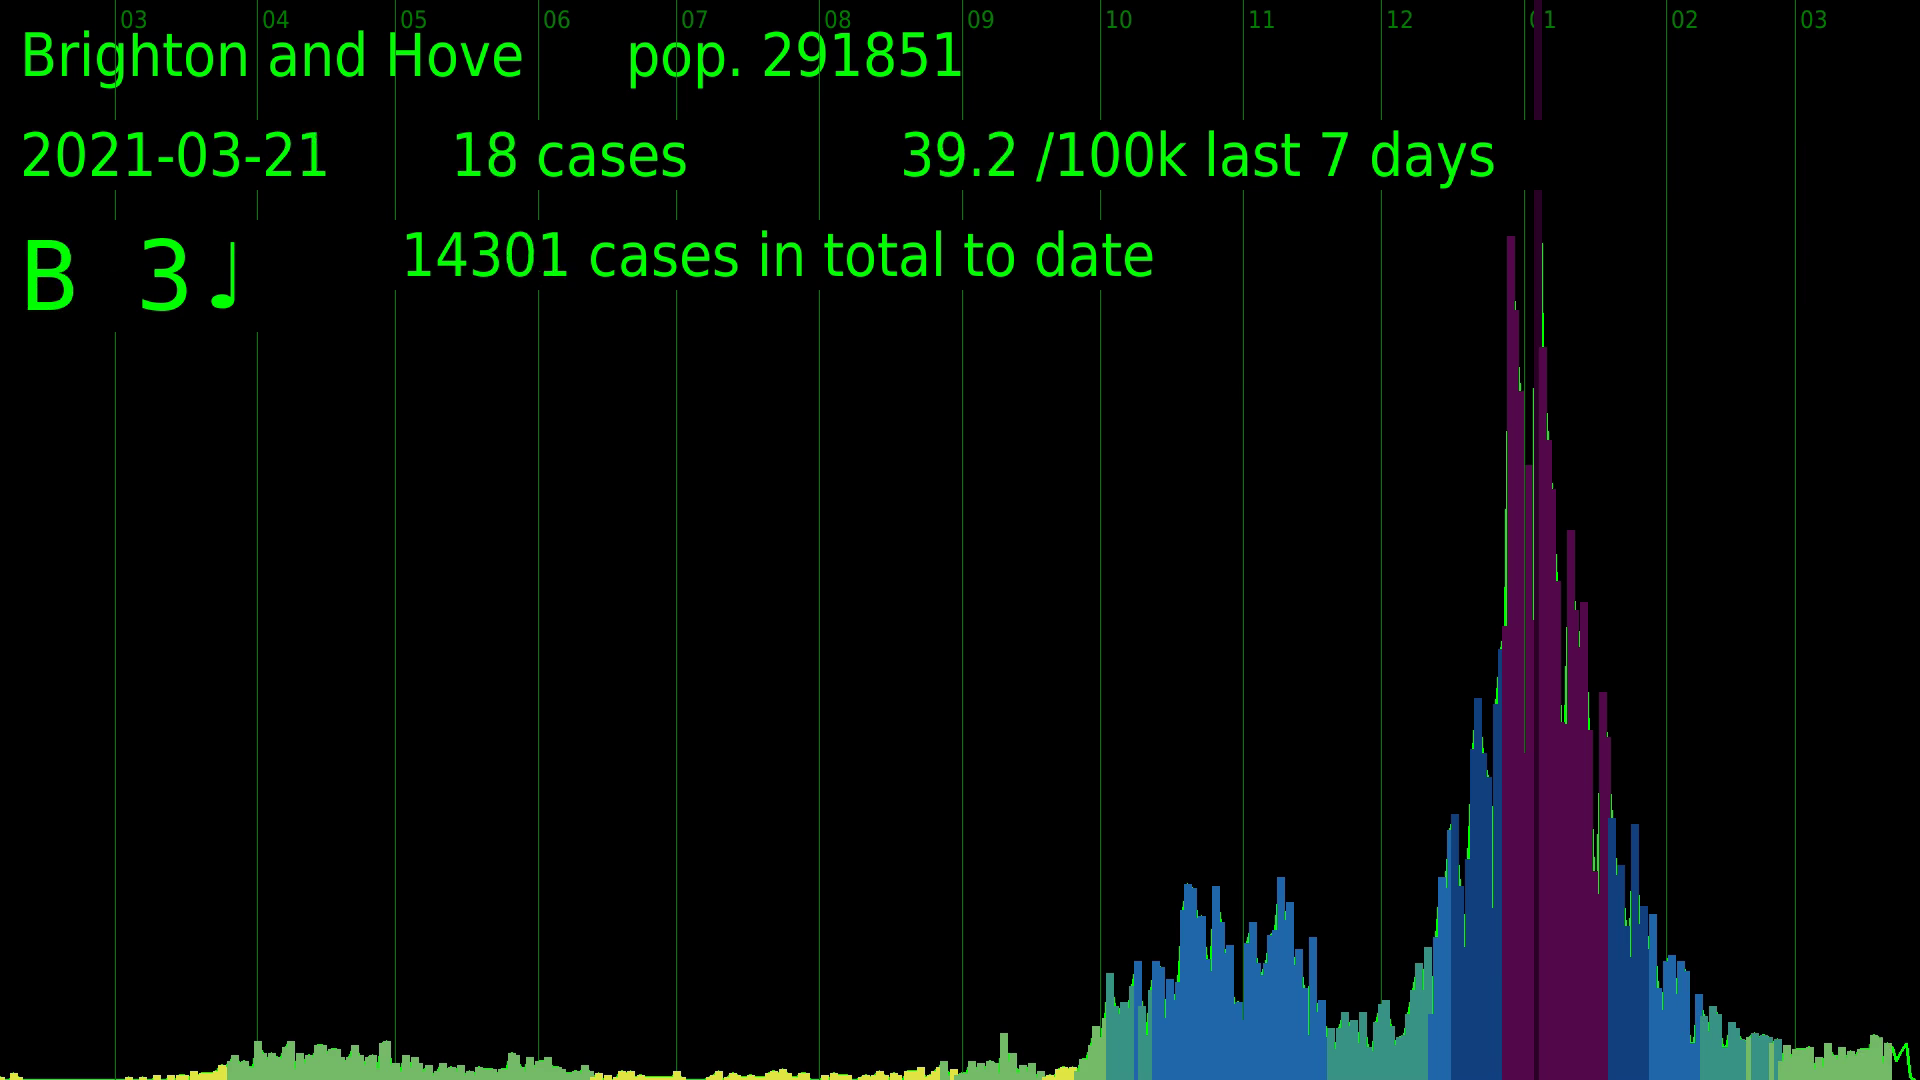 03 04 05 06 07 08 09 10 11 12 01 02 03
Brighton and Hove pop. 291851
2021-03-21 18 cases 39.2 /100k last 7 days
B 3♩ 14301 cases in total to date